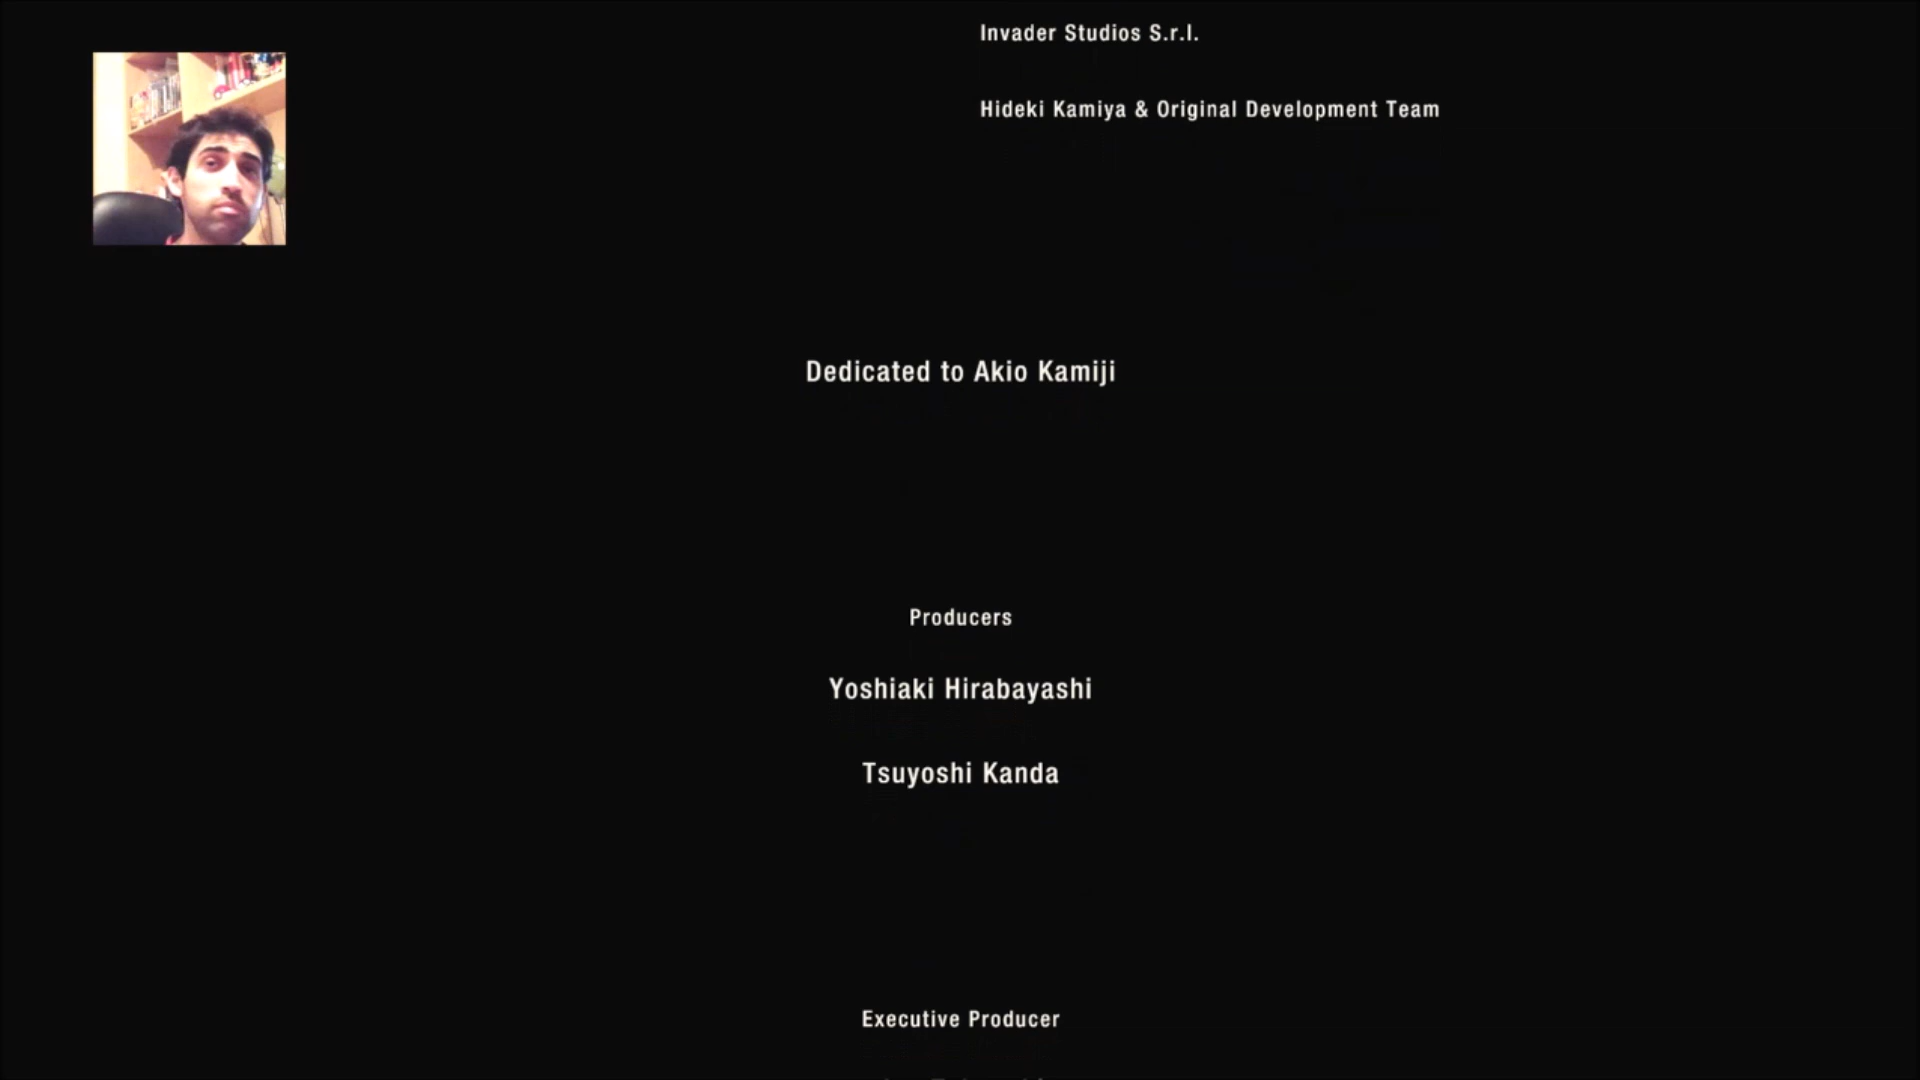 Invader Studios S.r.l.
Hideki Kamiya & Original Development Team
Dedicated to Akio Kamiji
Producers
Yoshiaki Hirabayashi
Tsuyoshi Kanda
Executive Producer